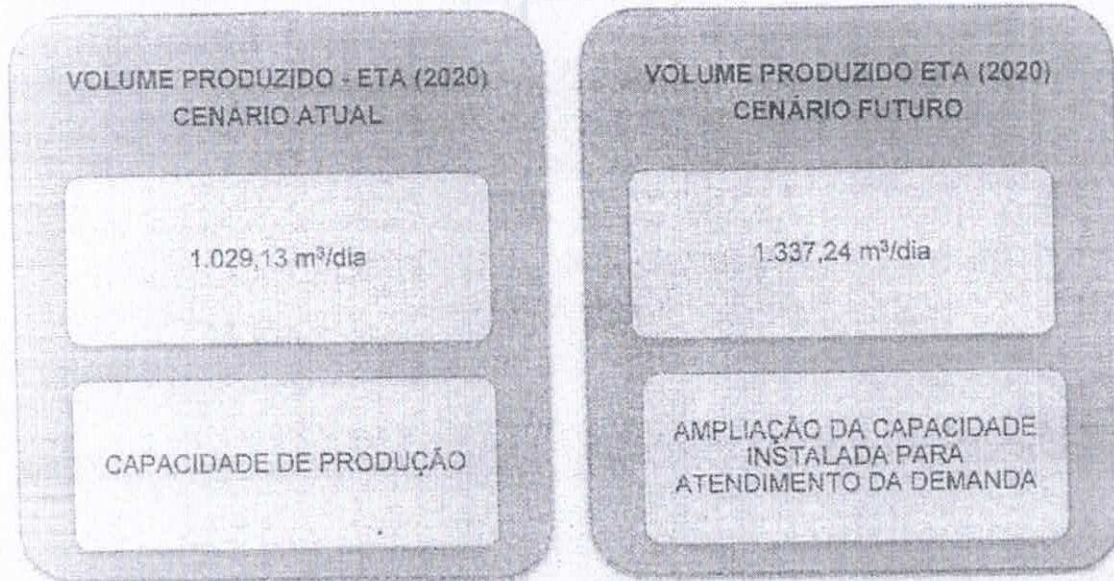 VOLUME PRODUZIDO - ETA (2020)
CENÁRIO ATUAL
1.029,13 m³/dia
CAPACIDADE DE PRODUÇÃO
VOLUME PRODUZIDO ETA (2020)
CENÁRIO FUTURO
1.337,24 m³/dia
AMPLIAÇÃO DA CAPACIDADE
INSTALADA PARA
ATENDIMENTO DA DEMANDA